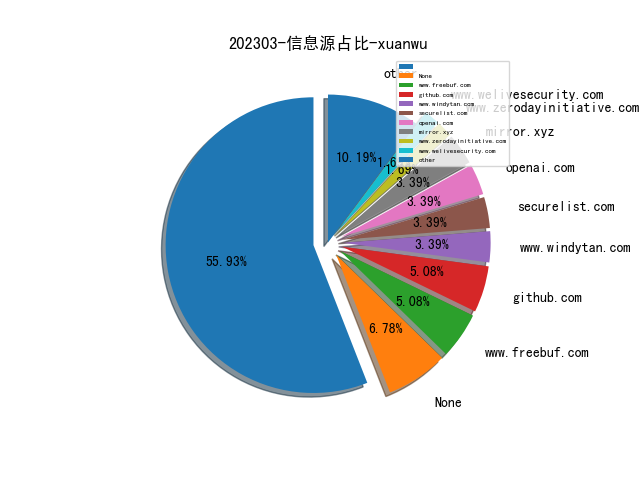 202303-信息源占比-xuanwu
None
www.freebuf.com
github.com
www.windytan.com
securelist.com
openai.com
mirror.xyz
www.zerodayinitiative.com
www.welivesecurity.com
other
www.welivesecurity.com
www.zerodayinitiative.com
mirror.xyz
openai.com
securelist.com
www.windytan.com
github.com
www.freebuf.com
None
10.19%
1.69%
3.39%
3.39%
3.39%
3.39%
5.08%
5.08%
6.78%
55.93%